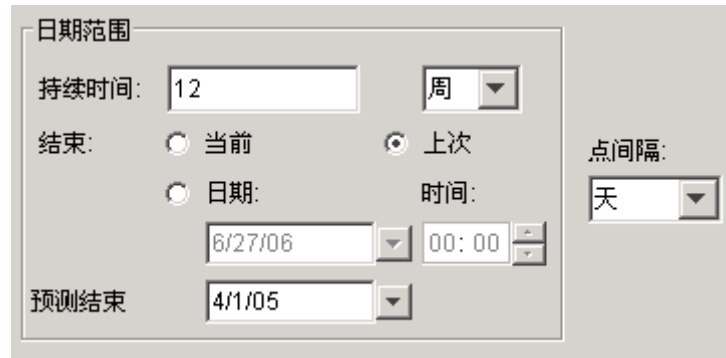 日期范围
持续时间: 12 周
结束: 当前 上次
点间隔:
日期: 时间:
天
6/27/06 00:00
预测结束 4/1/05